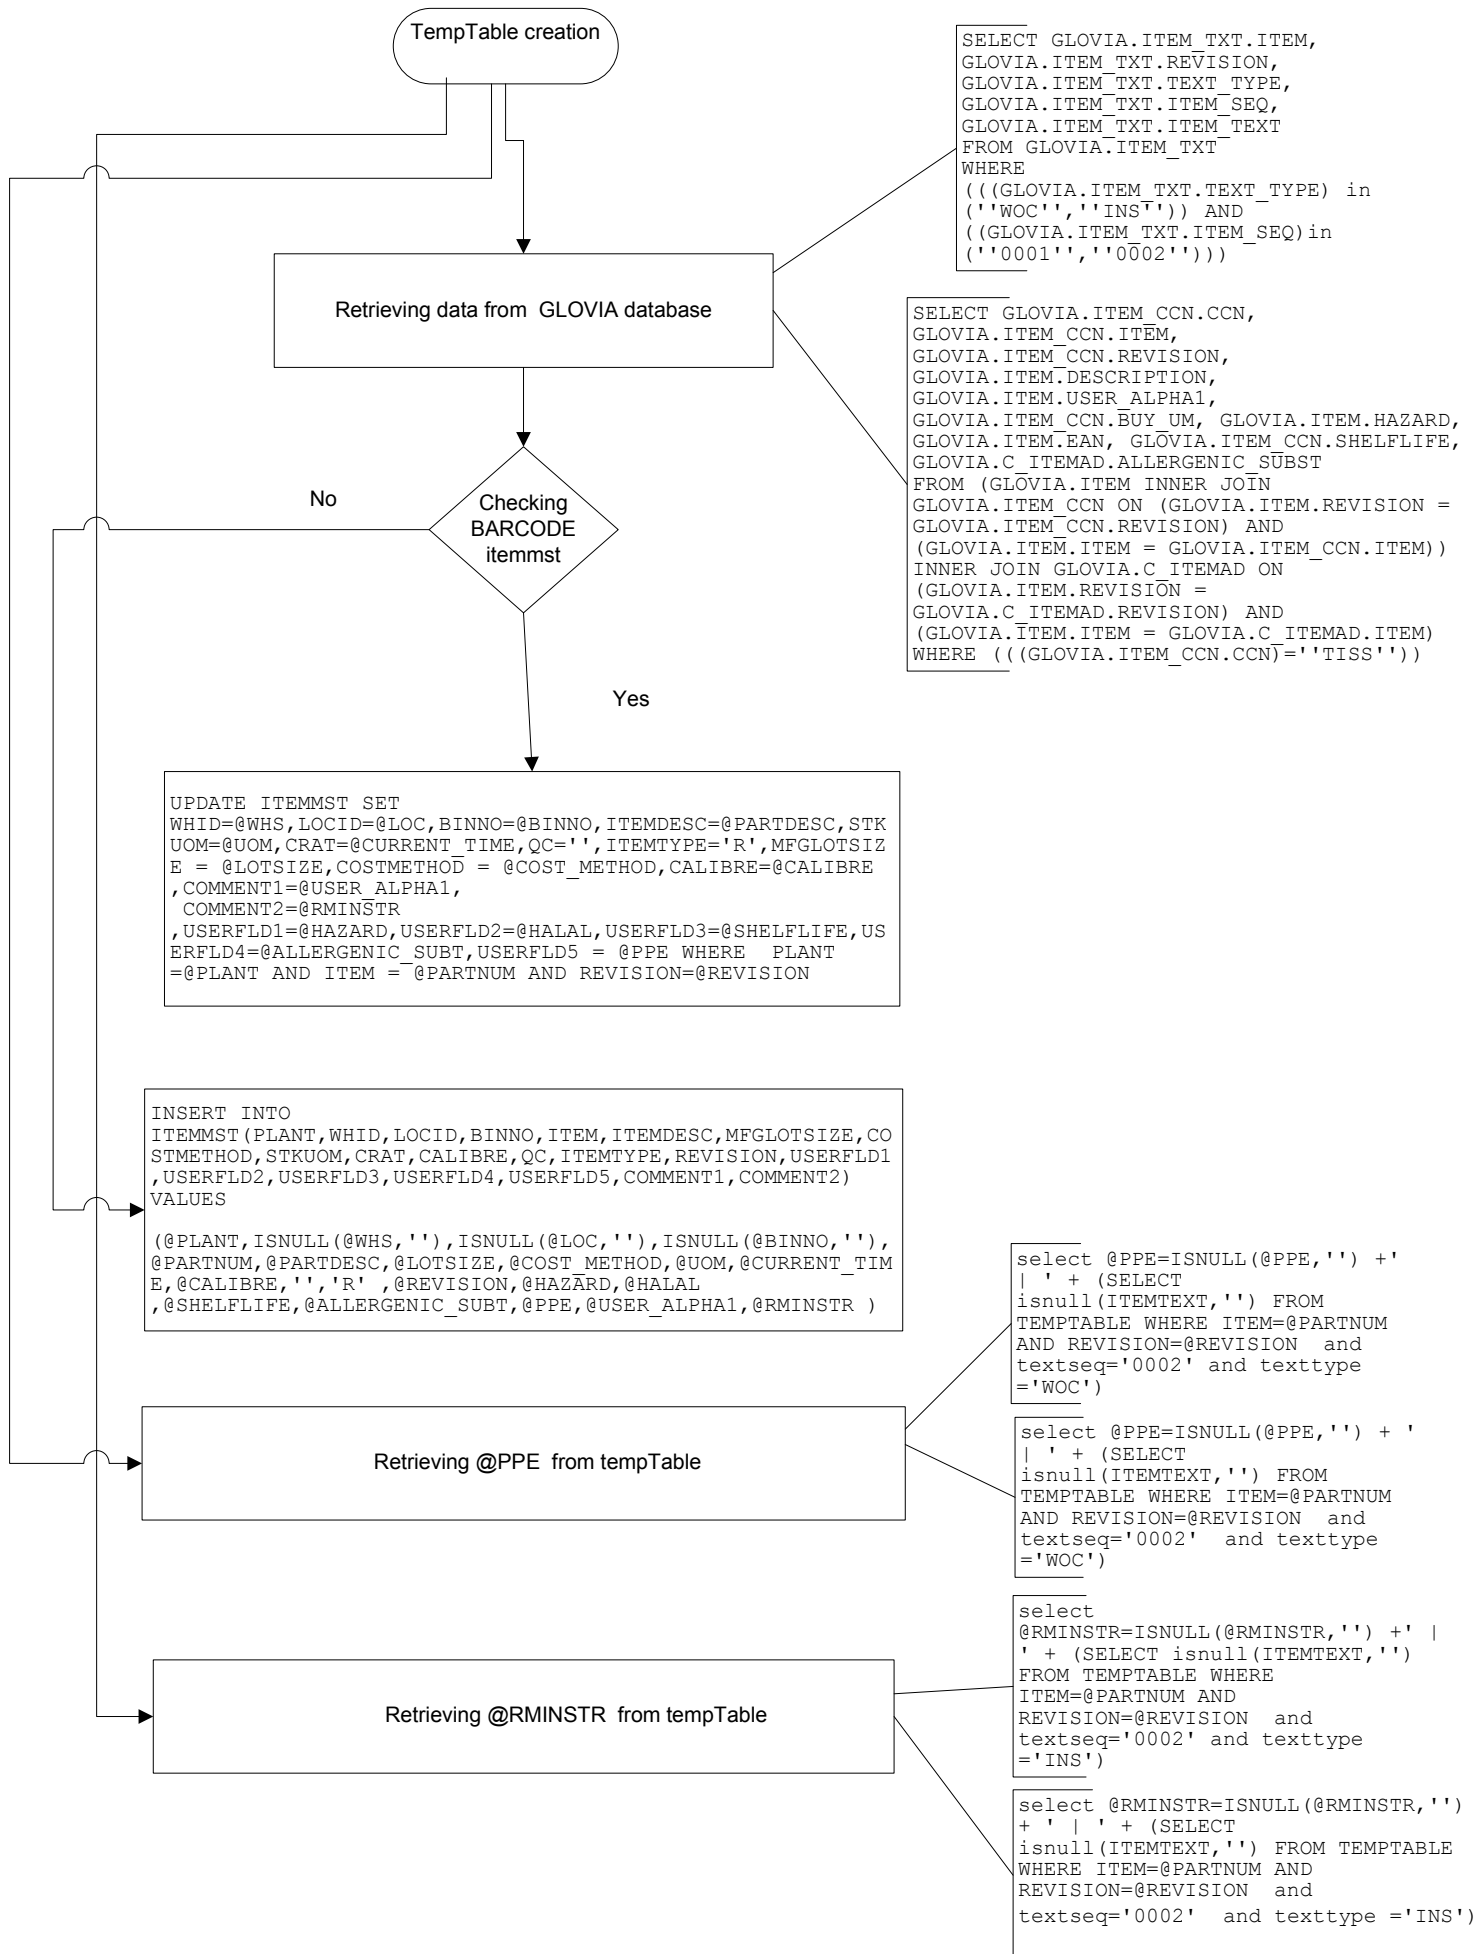 TempTable creation
SELECT GLOVIA.ITEM_TXT.ITEM,
GLOVIA.ITEM_TXT.REVISION,
GLOVIA.ITEM_TXT.TEXT_TYPE,
GLOVIA.ITEM_TXT.ITEM_SEQ,
GLOVIA.ITEM_TXT.ITEM_TEXT
FROM GLOVIA.ITEM_TXT
WHERE
(((GLOVIA.ITEM_TXT.TEXT_TYPE) in
(''WOC'',''INS'')) AND
((GLOVIA.ITEM_TXT.ITEM_SEQ)in
(''0001'',''0002'')))
Retrieving data from  GLOVIA database
SELECT GLOVIA.ITEM_CCN.CCN,
GLOVIA.ITEM_CCN.ITEM,
GLOVIA.ITEM_CCN.REVISION,
GLOVIA.ITEM.DESCRIPTION,
GLOVIA.ITEM.USER_ALPHA1,
GLOVIA.ITEM_CCN.BUY_UM, GLOVIA.ITEM.HAZARD,
GLOVIA.ITEM.EAN, GLOVIA.ITEM_CCN.SHELFLIFE,
GLOVIA.C_ITEMAD.ALLERGENIC_SUBST
FROM (GLOVIA.ITEM INNER JOIN
GLOVIA.ITEM_CCN ON (GLOVIA.ITEM.REVISION =
GLOVIA.ITEM_CCN.REVISION) AND
(GLOVIA.ITEM.ITEM = GLOVIA.ITEM_CCN.ITEM))
INNER JOIN GLOVIA.C_ITEMAD ON
(GLOVIA.ITEM.REVISION =
GLOVIA.C_ITEMAD.REVISION) AND
(GLOVIA.ITEM.ITEM = GLOVIA.C_ITEMAD.ITEM)
WHERE (((GLOVIA.ITEM_CCN.CCN)=''TISS''))
No
Checking
BARCODE
itemmst
Yes
UPDATE ITEMMST SET
WHID=@WHS,LOCID=@LOC,BINNO=@BINNO,ITEMDESC=@PARTDESC,STK
UOM=@UOM,CRAT=@CURRENT_TIME,QC='',ITEMTYPE='R',MFGLOTSIZ
E = @LOTSIZE,COSTMETHOD = @COST_METHOD,CALIBRE=@CALIBRE
,COMMENT1=@USER_ALPHA1,
COMMENT2=@RMINSTR
,USERFLD1=@HAZARD,USERFLD2=@HALAL,USERFLD3=@SHELFLIFE,US
ERFLD4=@ALLERGENIC_SUBT,USERFLD5 = @PPE WHERE  PLANT
=@PLANT AND ITEM = @PARTNUM AND REVISION=@REVISION
INSERT INTO
ITEMMST(PLANT,WHID,LOCID,BINNO,ITEM,ITEMDESC,MFGLOTSIZE,CO
STMETHOD,STKUOM,CRAT,CALIBRE,QC,ITEMTYPE,REVISION,USERFLD1
,USERFLD2,USERFLD3,USERFLD4,USERFLD5,COMMENT1,COMMENT2)
VALUES
(@PLANT,ISNULL(@WHS,''),ISNULL(@LOC,''),ISNULL(@BINNO,''),
@PARTNUM,@PARTDESC,@LOTSIZE,@COST_METHOD,@UOM,@CURRENT_TIM
E,@CALIBRE,'','R' ,@REVISION,@HAZARD,@HALAL
,@SHELFLIFE,@ALLERGENIC_SUBT,@PPE,@USER_ALPHA1,@RMINSTR )
select @PPE=ISNULL(@PPE,'') +'
| ' + (SELECT
isnull(ITEMTEXT,'') FROM
TEMPTABLE WHERE ITEM=@PARTNUM
AND REVISION=@REVISION  and
textseq='0002' and texttype
='WOC')
Retrieving @PPE  from tempTable
select @PPE=ISNULL(@PPE,'') + '
| ' + (SELECT
isnull(ITEMTEXT,'') FROM
TEMPTABLE WHERE ITEM=@PARTNUM
AND REVISION=@REVISION  and
textseq='0002'  and texttype
='WOC')
select
@RMINSTR=ISNULL(@RMINSTR,'') +' |
' + (SELECT isnull(ITEMTEXT,'')
FROM TEMPTABLE WHERE
ITEM=@PARTNUM AND
REVISION=@REVISION  and
textseq='0002' and texttype
='INS')
Retrieving @RMINSTR  from tempTable
select @RMINSTR=ISNULL(@RMINSTR,'')
+ ' | ' + (SELECT
isnull(ITEMTEXT,'') FROM TEMPTABLE
WHERE ITEM=@PARTNUM AND
REVISION=@REVISION  and
textseq='0002'  and texttype ='INS')